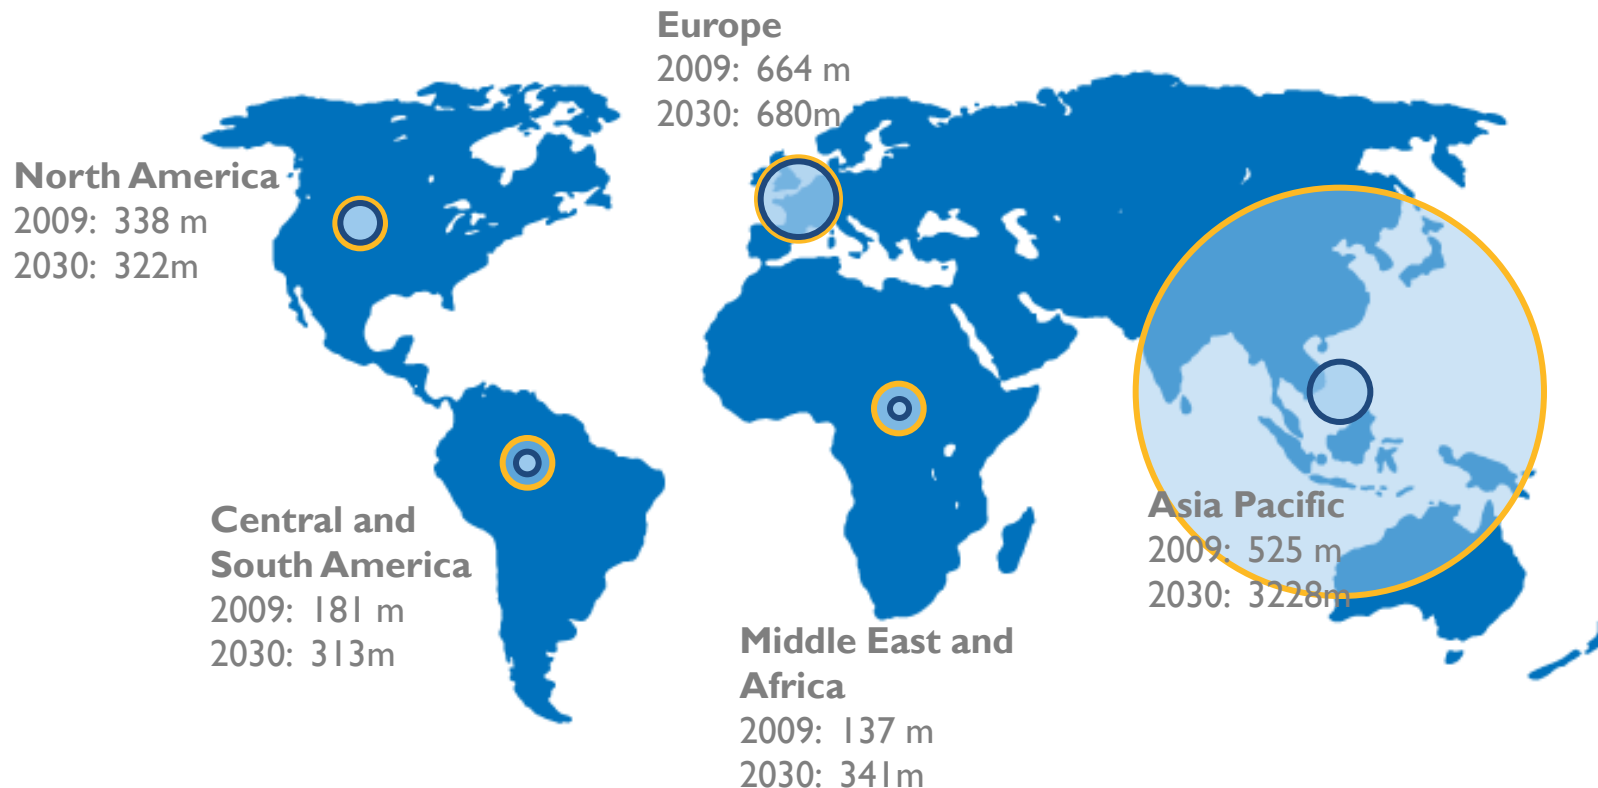 Europe
2009: 664 m
2030: 680m
North America
2009: 338 m
2030: 322m
Central and
South America
2009: 181 m
2030: 313m
Middle East and
Africa
2009: 137 m
2030: 341m
Asia Pacific
2009: 525 m
2030: 3228m